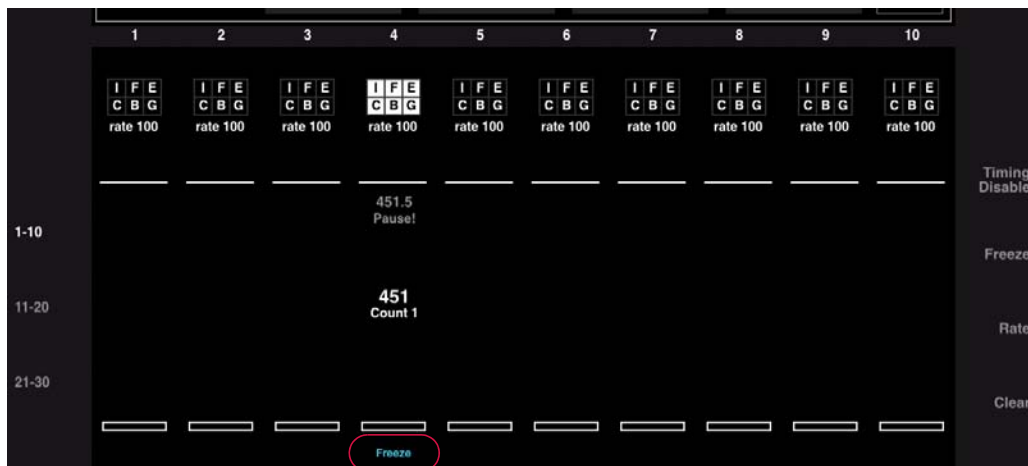 1 2 3 4 5 6 7 8 9 10
I F E I F E I F E I F E I F E I F E I F E I F E I F E I F E
C B G C B G C B G C B G C B G C B G C B G C B G C B G C B G
rate 100 rate 100 rate 100 rate 100 rate 100 rate 100 rate 100 rate 100 rate 100 rate 100
Timing
Disable
451.5
Pause!
1-10
Freeze
451
Count 1
11-20
Rate
21-30
Clear
Freeze